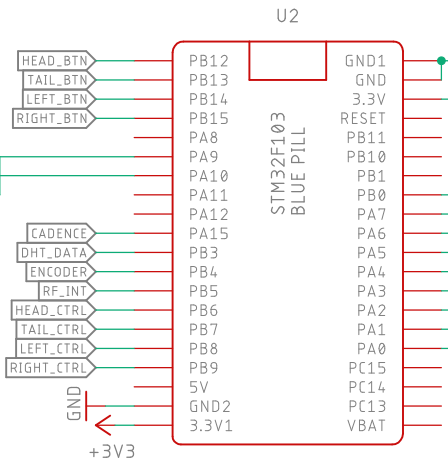 U2
HEAD_BTN PB12 GND1
TAIL_BTN PB13 GND
LEFT_BTN PB14 3.3V
RIGHT_BTN PB15 RESET
PA8 PB11
PA9 PB10
PA10 PB1
PA11 PB0
PA12 PA7
CADENCE PA15 PA6
DHT_DATA PB3 PA5
ENCODER PB4 PA4
RF_INT PB5 PA3
HEAD_CTRL PB6 PA2
TAIL_CTRL PB7 PA1
LEFT_CTRL PB8 PA0
RIGHT_CTRL PB9 PC15
5V PC14
GND GND2 PC13
3.3V1 VBAT
+3V3
STM32F103
BLUE PILL